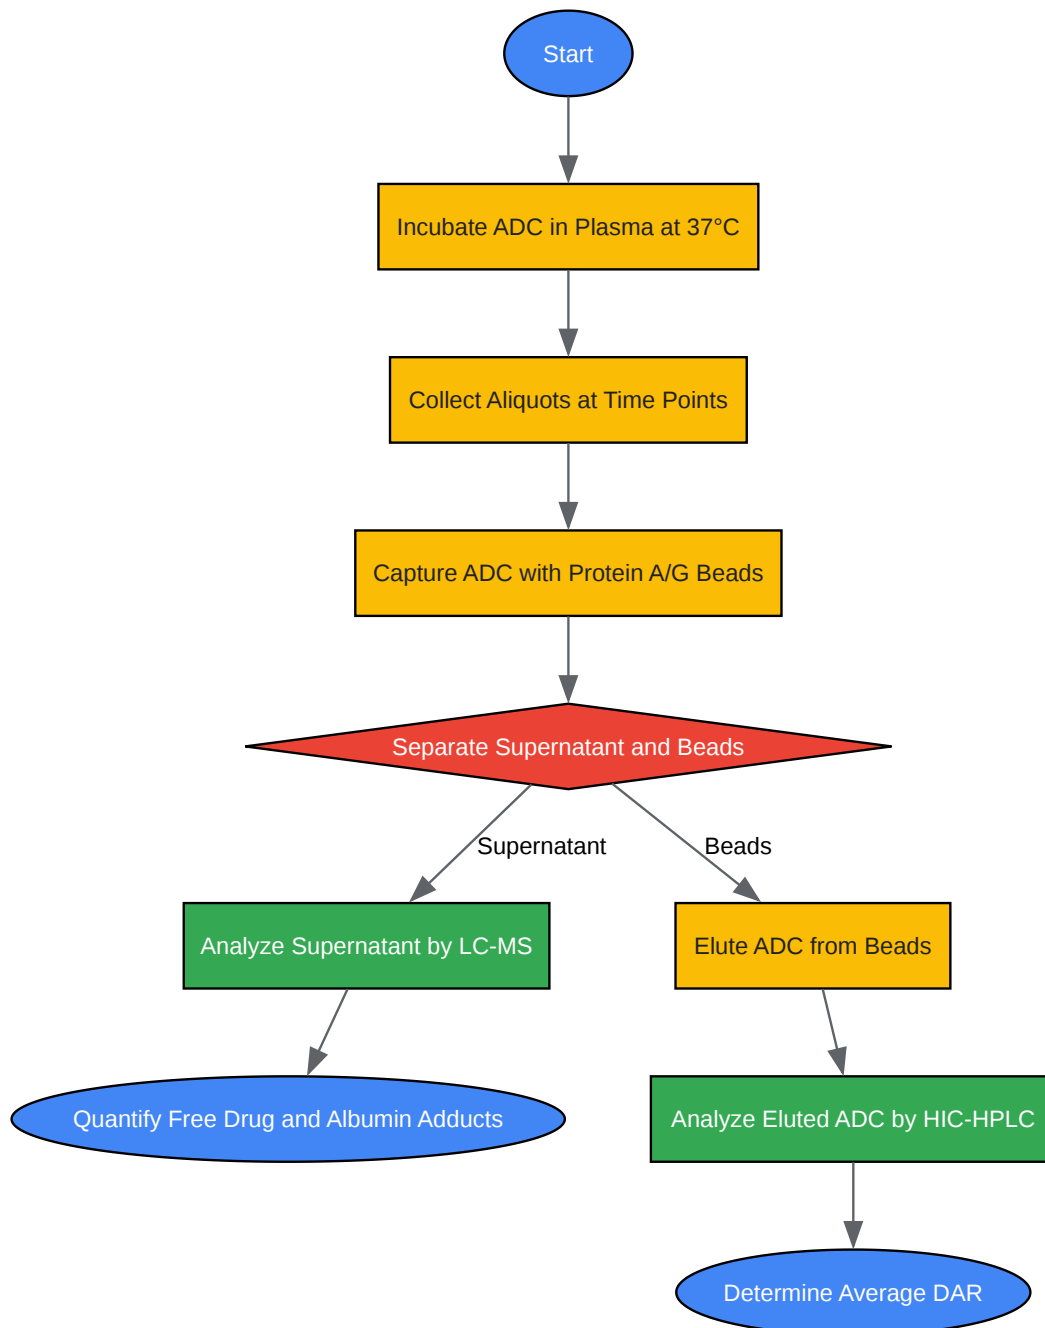 Start
Incubate ADC in Plasma at 37°C
Collect Aliquots at Time Points
Capture ADC with Protein A/G Beads
Separate Supernatant and Beads
Supernatant
Beads
Analyze Supernatant by LC-MS
Elute ADC from Beads
Quantify Free Drug and Albumin Adducts
Analyze Eluted ADC by HIC-HPLC
Determine Average DAR